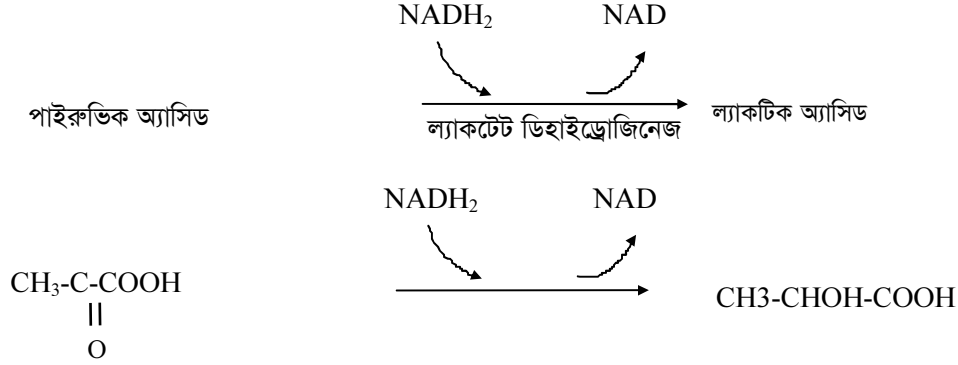 NADH₂ NAD
পাইরুভিক অ্যাসিড ল্যাকটিক অ্যাসিড
ল্যাকটেট ডিহাইড্রোজিনেজ
NADH₂ NAD
CH₃-C-COOH CH3-CHOH-COOH
||
O